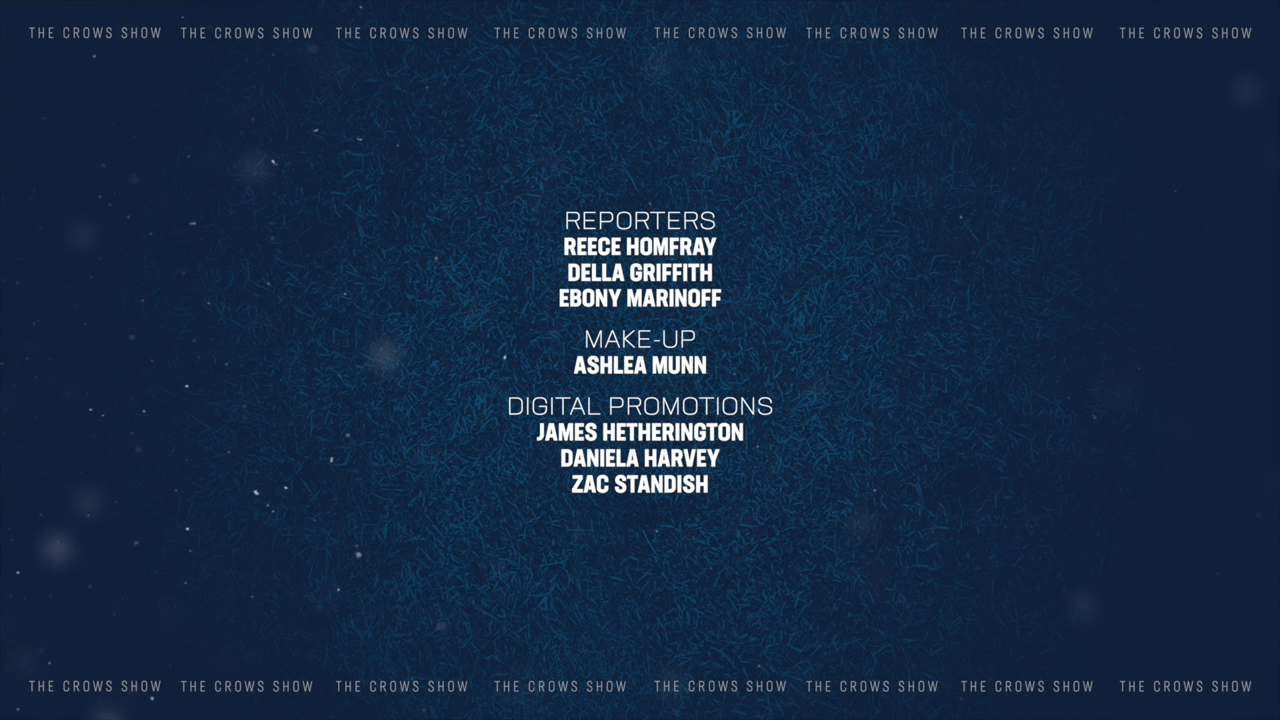 THE CROWS SHOW THE CROWS SHOW THE CROWS SHOW THE CROWS SHOW THE CROWS SHOW THE CROWS SHOW THE CROWS SHOW THE CROWS SHOW
REPORTERS
REECE HOMFRAY
DELLA GRIFFITH
EBONY MARINOFF
MAKE-UP
ASHLEA MUNN
DIGITAL PROMOTIONS
JAMES HETHERINGTON
DANIELA HARVEY
ZAC STANDISH
THE CROWS SHOW THE CROWS SHOW THE CROWS SHOW THE CROWS SHOW THE CROWS SHOW THE CROWS SHOW THE CROWS SHOW THE CROWS SHOW